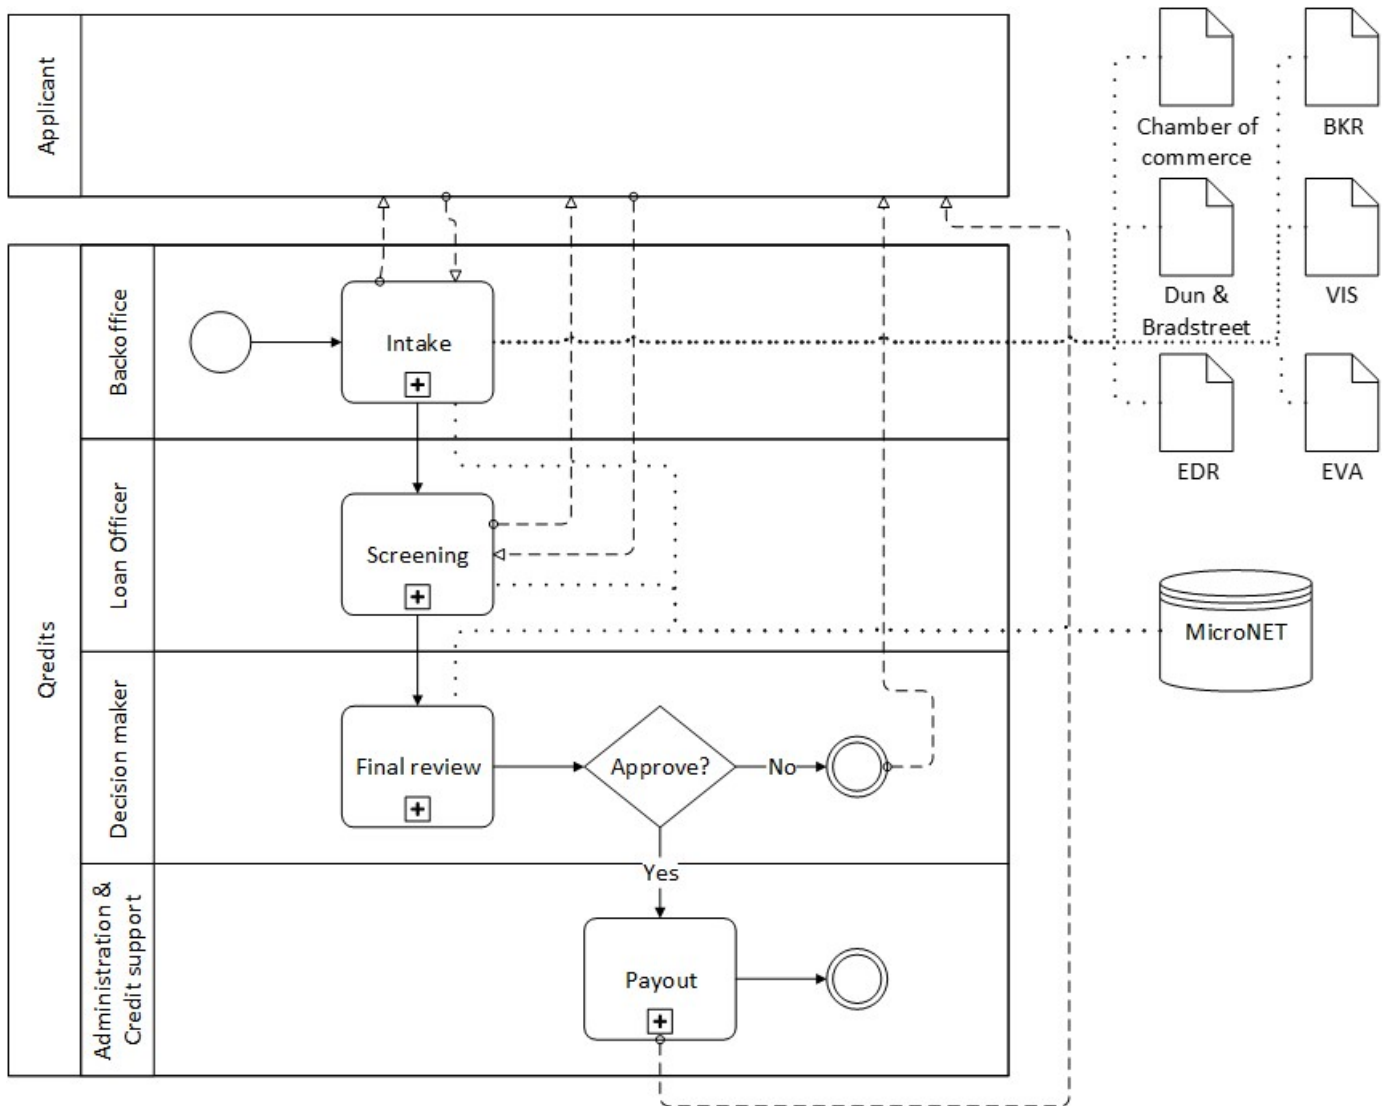 Applicant
Chamber of
commerce
BKR
Dun &
Bradstreet
VIS
EDR
EVA
Qredits
Backoffice
Intake
Loan Officer
Screening
MicroNET
Decision maker
Final review
Approve?
No
Yes
Administration &
Credit support
Payout